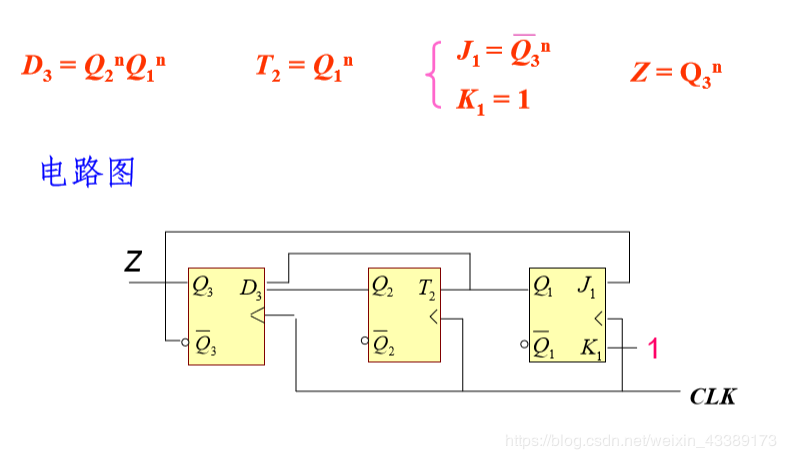 D₃ = Q₂ⁿQ₁ⁿ T₂ = Q₁ⁿ J₁ = Q̅₃ⁿ Z = Q₃ⁿ
K₁ = 1
电路图
Z
Q₃ D₃ Q₂ T₂ Q₁ J₁
Q̅₃ Q̅₂ Q̅₁ K₁ 1
CLK
https://blog.csdn.net/weixin_43389173